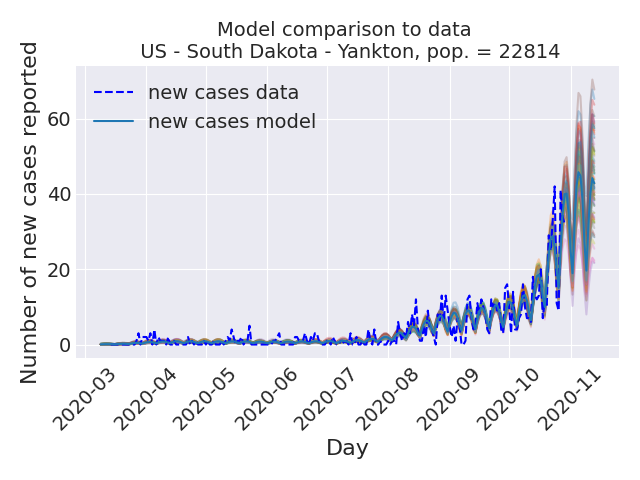 Model comparison to data
US - South Dakota - Yankton, pop. = 22814
Number of new cases reported
new cases data
new cases model
60
40
20
0
2020-03
2020-04
2020-05
2020-06
2020-07
2020-08
2020-09
2020-10
2020-11
Day